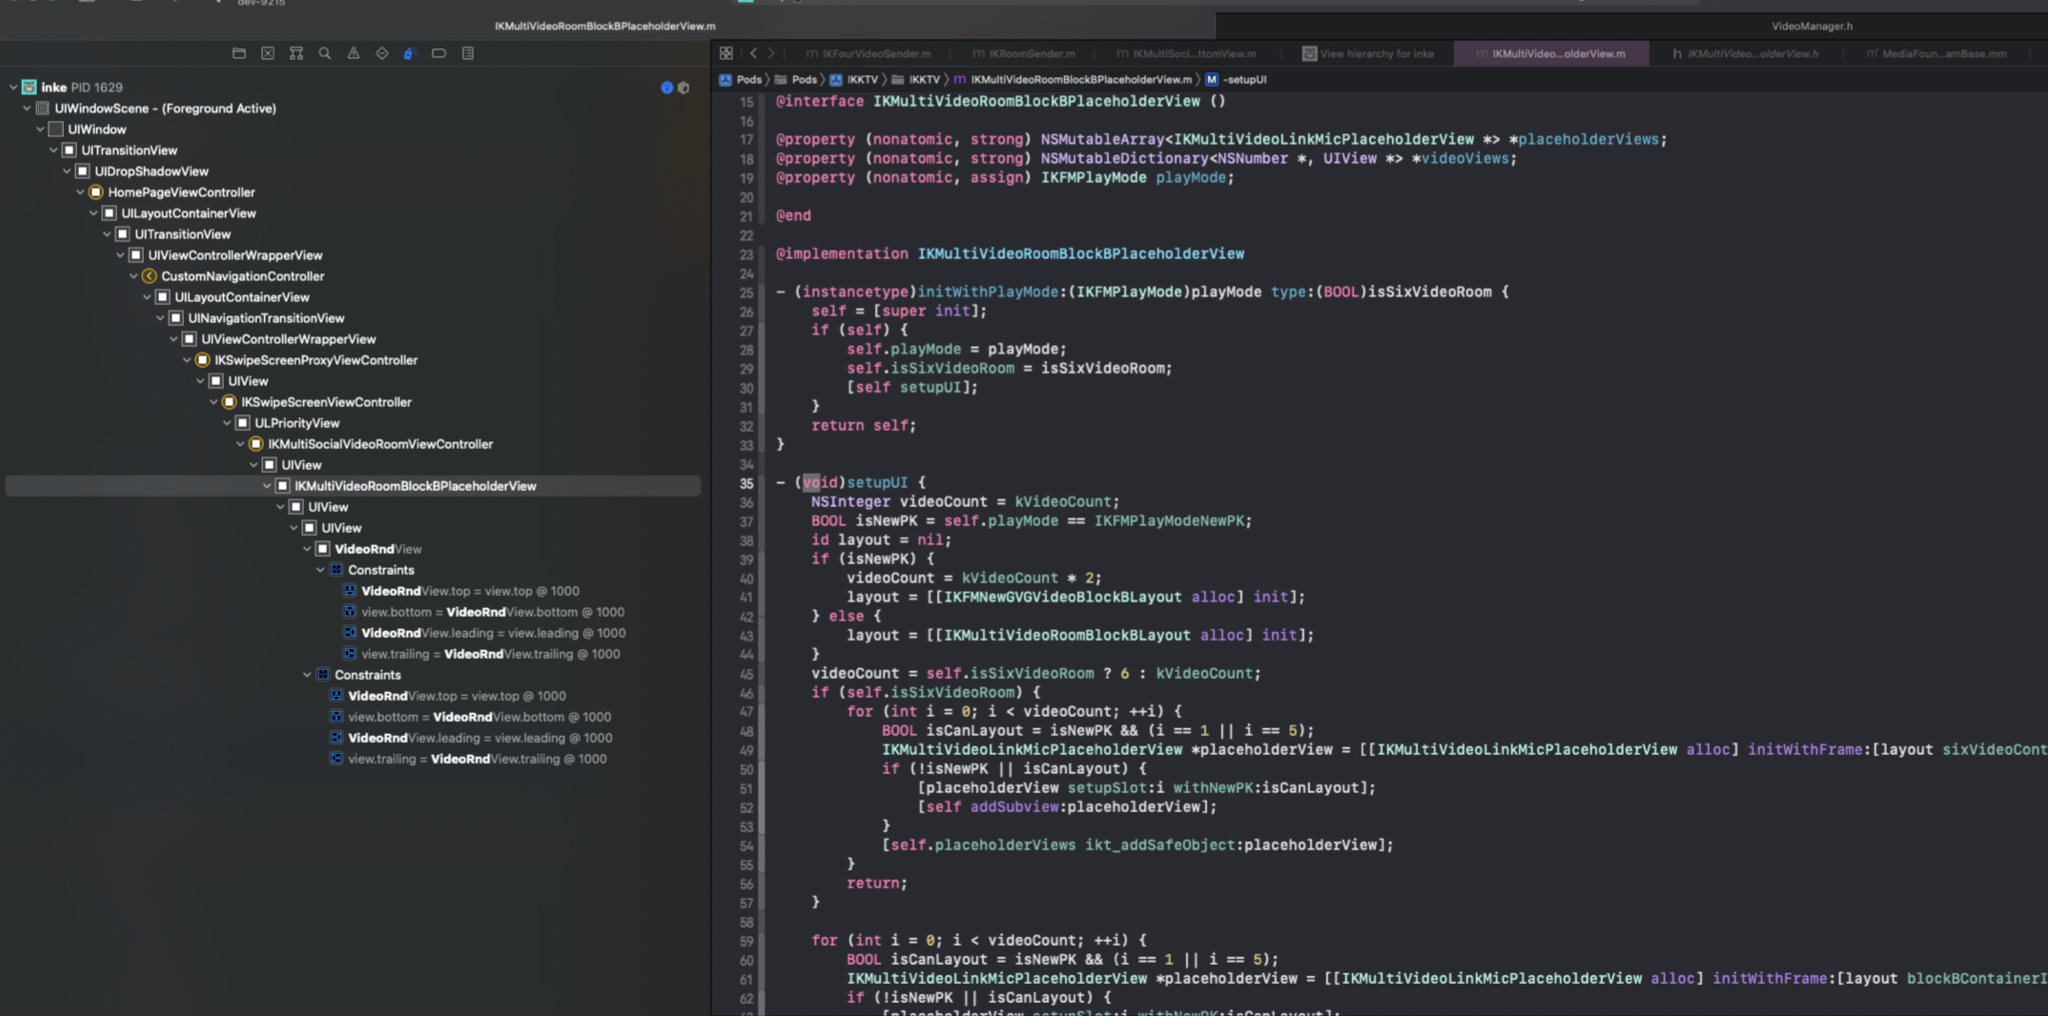 dev-9215
IKMultiVideoRoomBlockBPlaceholderView.m
VideoManager.h
IKFourVideoSender.m
IKRoomSender.m
IKMultiSoci...ttomView.m
View hierarchy for inke
IKMultiVideo...olderView.m
IKMultiVideo...olderView.h
MediaFoun...amBase.mm
Pods
Pods
IKKTV
IKKTV
IKMultiVideoRoomBlockBPlaceholderView.m
-setupUI
inke PID 1629
UIWindowScene - (Foreground Active)
UIWindow
UITransitionView
UIDropShadowView
HomePageViewController
UILayoutContainerView
UITransitionView
UIViewControllerWrapperView
CustomNavigationController
UILayoutContainerView
UINavigationTransitionView
UIViewControllerWrapperView
IKSwipeScreenProxyViewController
UIView
IKSwipeScreenViewController
ULPriorityView
IKMultiSocialVideoRoomViewController
UIView
IKMultiVideoRoomBlockBPlaceholderView
UIView
UIView
VideoRndView
Constraints
VideoRndView.top = view.top @ 1000
view.bottom = VideoRndView.bottom @ 1000
VideoRndView.leading = view.leading @ 1000
view.trailing = VideoRndView.trailing @ 1000
Constraints
VideoRndView.top = view.top @ 1000
view.bottom = VideoRndView.bottom @ 1000
VideoRndView.leading = view.leading @ 1000
view.trailing = VideoRndView.trailing @ 1000
15 @interface IKMultiVideoRoomBlockBPlaceholderView ()
16
17 @property (nonatomic, strong) NSMutableArray<IKMultiVideoLinkMicPlaceholderView *> *placeholderViews;
18 @property (nonatomic, strong) NSMutableDictionary<NSNumber *, UIView *> *videoViews;
19 @property (nonatomic, assign) IKFMPlayMode playMode;
20
21 @end
22
23 @implementation IKMultiVideoRoomBlockBPlaceholderView
24
25 - (instancetype)initWithPlayMode:(IKFMPlayMode)playMode type:(BOOL)isSixVideoRoom {
26 self = [super init];
27 if (self) {
28 self.playMode = playMode;
29 self.isSixVideoRoom = isSixVideoRoom;
30 [self setupUI];
31 }
32 return self;
33 }
34
35 - (void)setupUI {
36 NSInteger videoCount = kVideoCount;
37 BOOL isNewPK = self.playMode == IKFMPlayModeNewPK;
38 id layout = nil;
39 if (isNewPK) {
40 videoCount = kVideoCount * 2;
41 layout = [[IKFMNewGVGVideoBlockBLayout alloc] init];
42 } else {
43 layout = [[IKMultiVideoRoomBlockBLayout alloc] init];
44 }
45 videoCount = self.isSixVideoRoom ? 6 : kVideoCount;
46 if (self.isSixVideoRoom) {
47 for (int i = 0; i < videoCount; ++i) {
48 BOOL isCanLayout = isNewPK && (i == 1 || i == 5);
49 IKMultiVideoLinkMicPlaceholderView *placeholderView = [[IKMultiVideoLinkMicPlaceholderView alloc] initWithFrame:[layout sixVideoCont
50 if (!isNewPK || isCanLayout) {
51 [placeholderView setupSlot:i withNewPK:isCanLayout];
52 [self addSubview:placeholderView];
53 }
54 [self.placeholderViews ikt_addSafeObject:placeholderView];
55 }
56 return;
57 }
58
59 for (int i = 0; i < videoCount; ++i) {
60 BOOL isCanLayout = isNewPK && (i == 1 || i == 5);
61 IKMultiVideoLinkMicPlaceholderView *placeholderView = [[IKMultiVideoLinkMicPlaceholderView alloc] initWithFrame:[layout blockBContainerI
62 if (!isNewPK || isCanLayout) {
[placeholderView setupSlot:i withNewPK:isCanLayout];